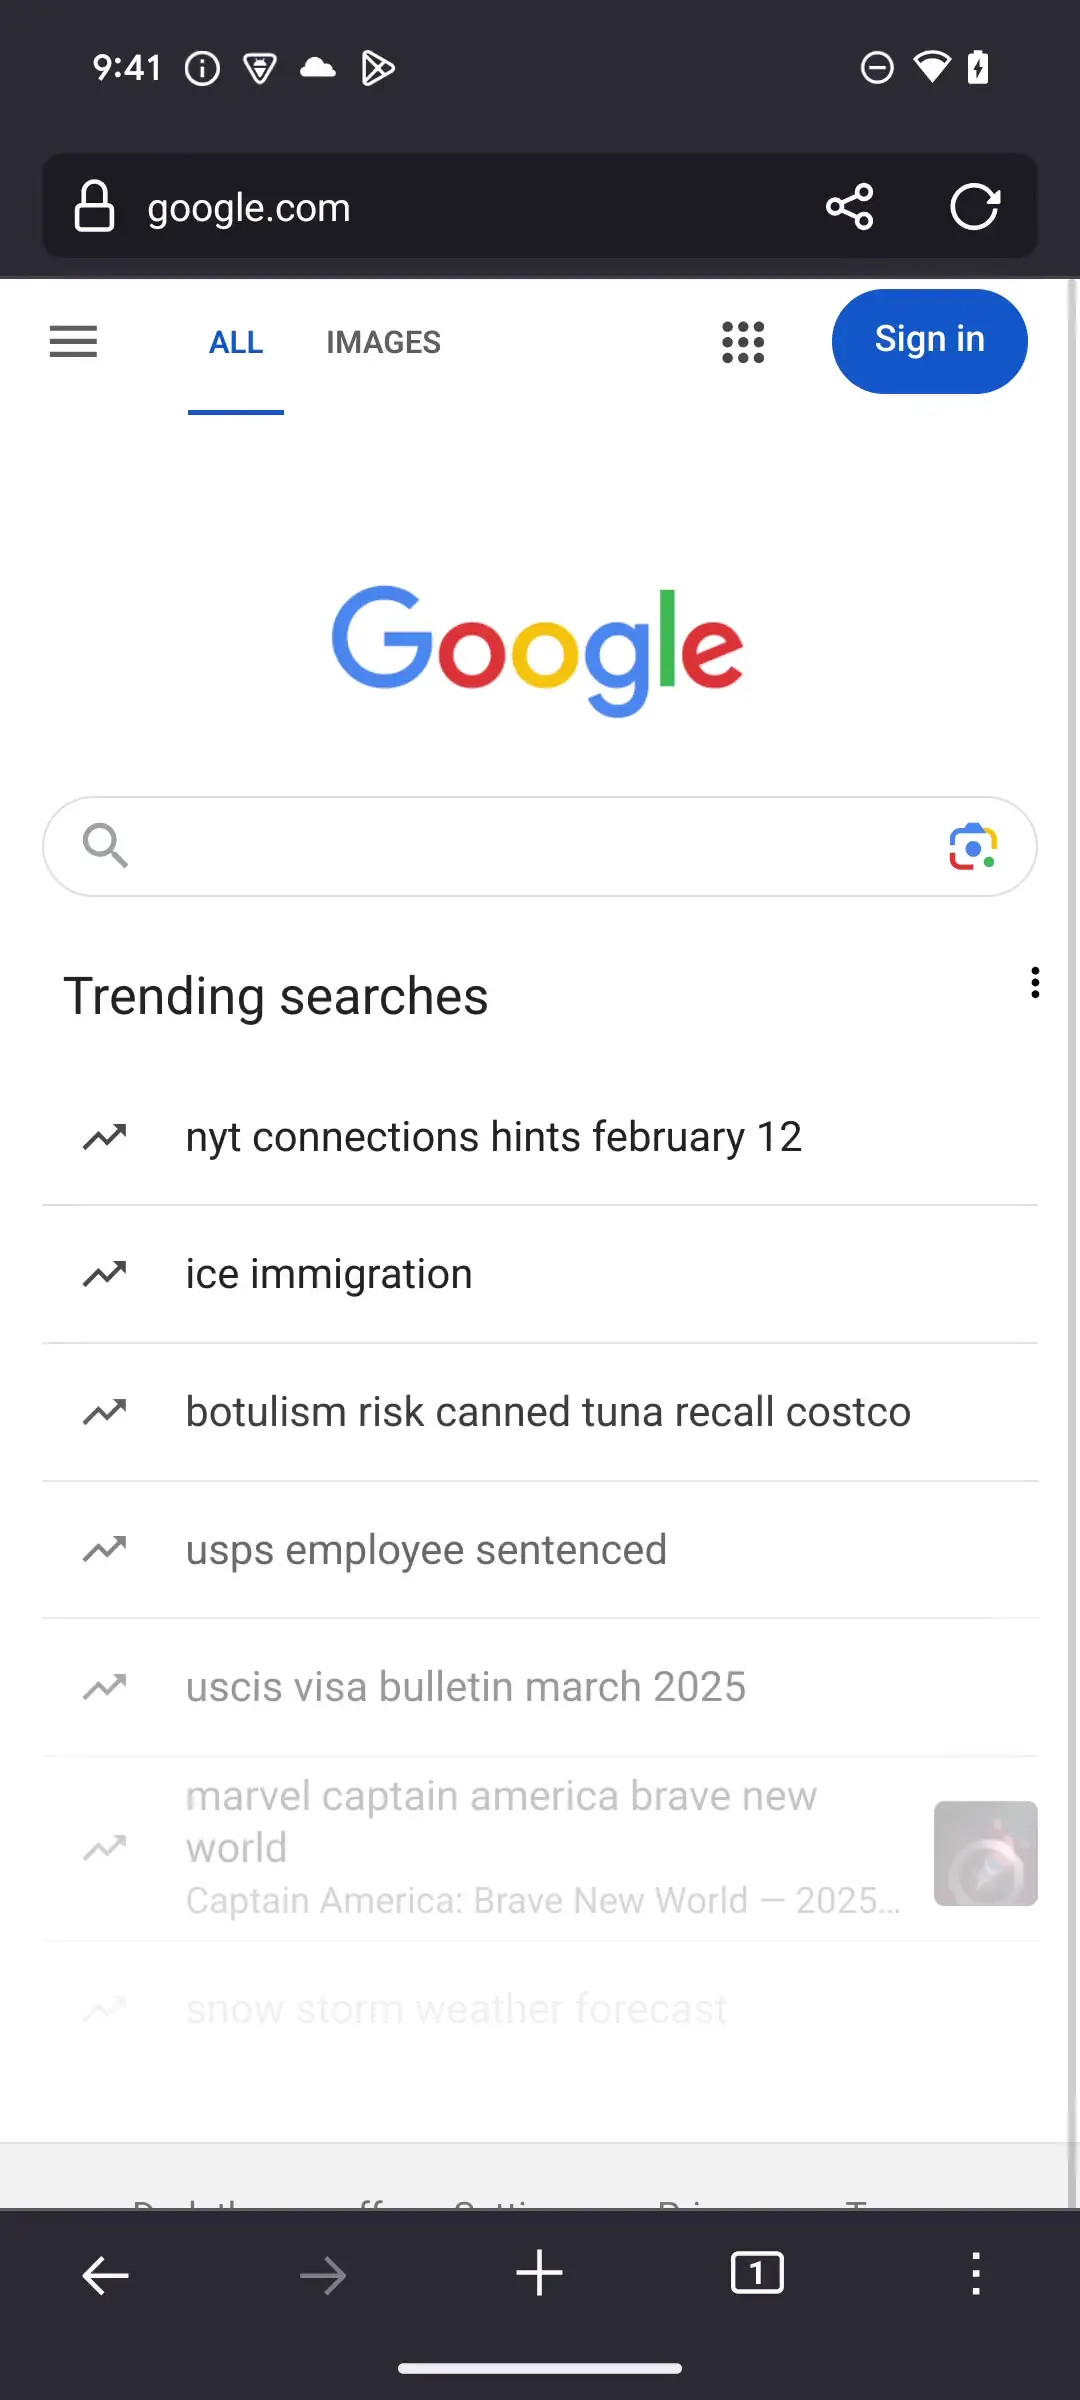 9:41
google.com
ALL IMAGES Sign in
Google
Trending searches
nyt connections hints february 12
ice immigration
botulism risk canned tuna recall costco
usps employee sentenced
uscis visa bulletin march 2025
marvel captain america brave new
world
Captain America: Brave New World — 2025...
snow storm weather forecast
1